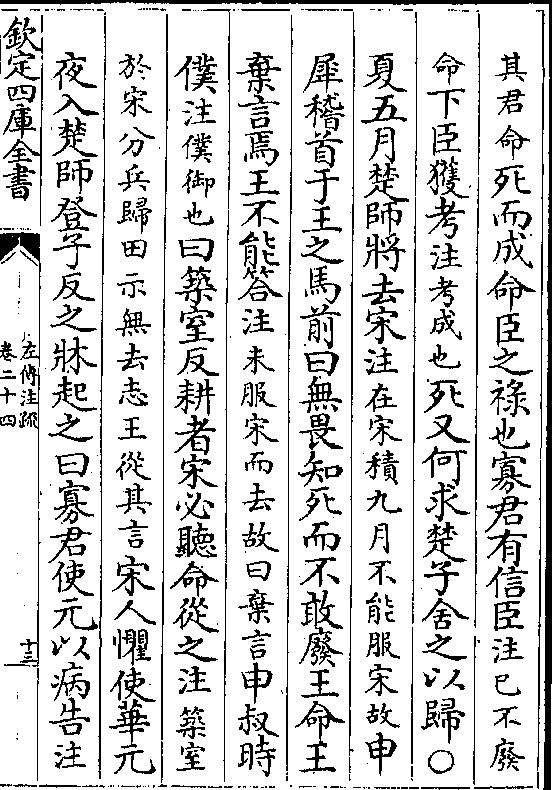 其君命死而成命臣之祿也寡君有信臣注已不廢
命下臣獲考注考成也死又何求楚子舍之以歸○
夏五月楚師將去宋注在宋積九月不能服宋故申
犀稽首于王之馬前曰無畏知死而不敢廢王命王
棄言焉王不能答注未服宋而去故曰棄言申叔時
僕注僕御也曰築室反耕者宋必聽命從之注築室
於宋分兵歸田示無去志王從其言宋人懼使華元
夜入楚師登子反之牀起之曰寡君使元以病告注
欽定四庫全書
左傳注疏
卷二十四
十三